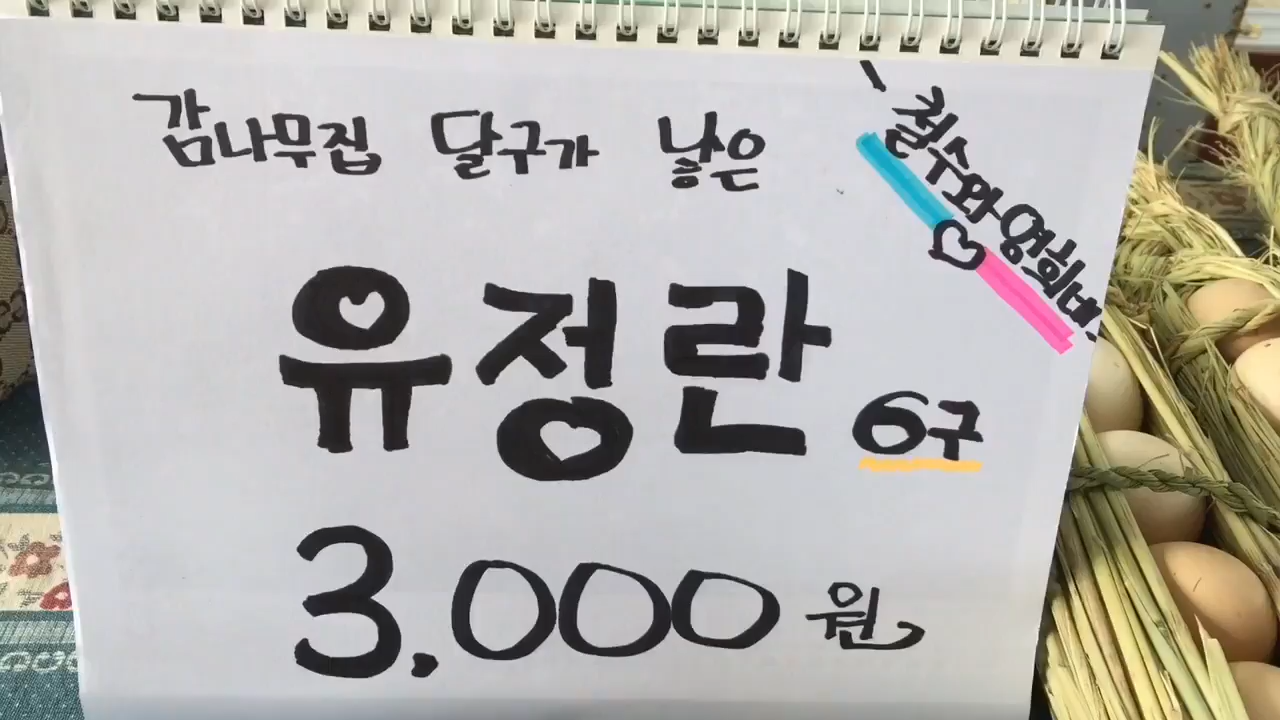 감나무집 달구가 낳은
철수와 영희
유정란 6구
3.000원